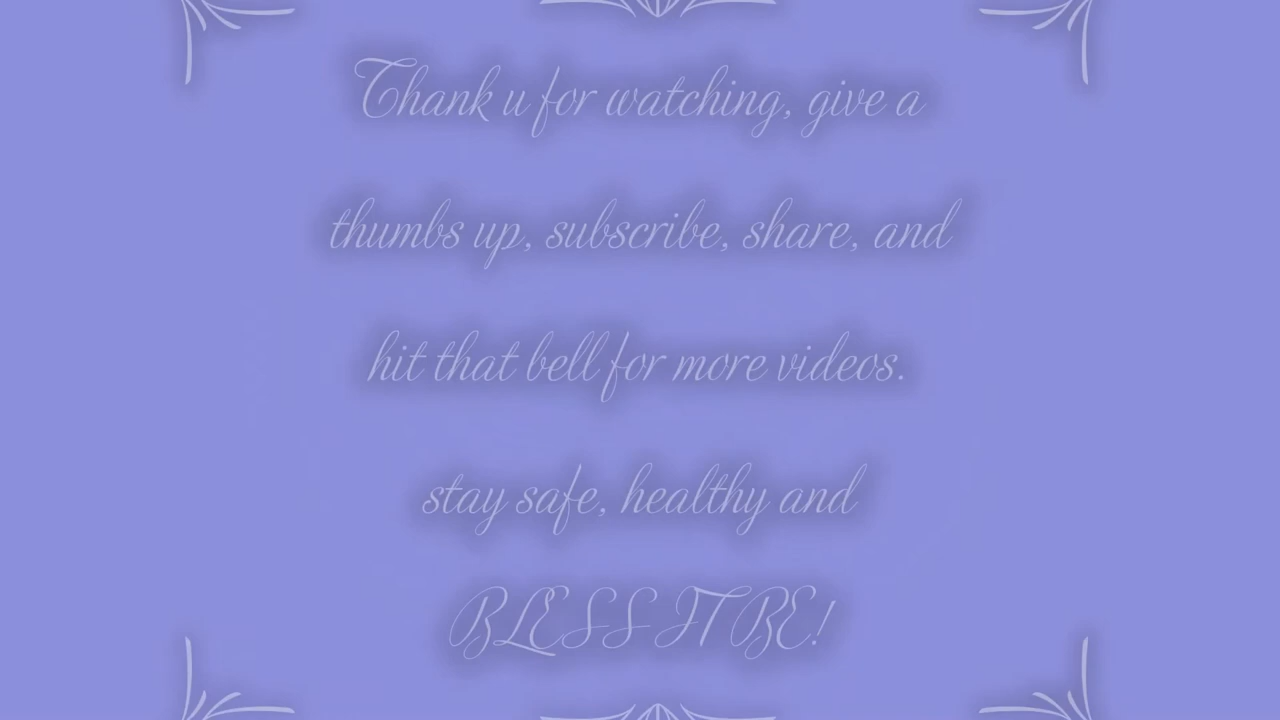 Thank u for watching, give a
thumbs up, subscribe, share, and
hit that bell for more videos.
stay safe, healthy and
BLESS IT BE!